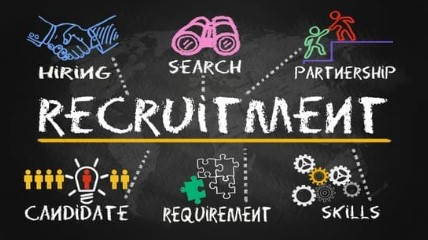 HIRING
SEARCH
PARTNERSHIP
RECRUITMENT
CANDIDATE
REQUIREMENT
SKILLS